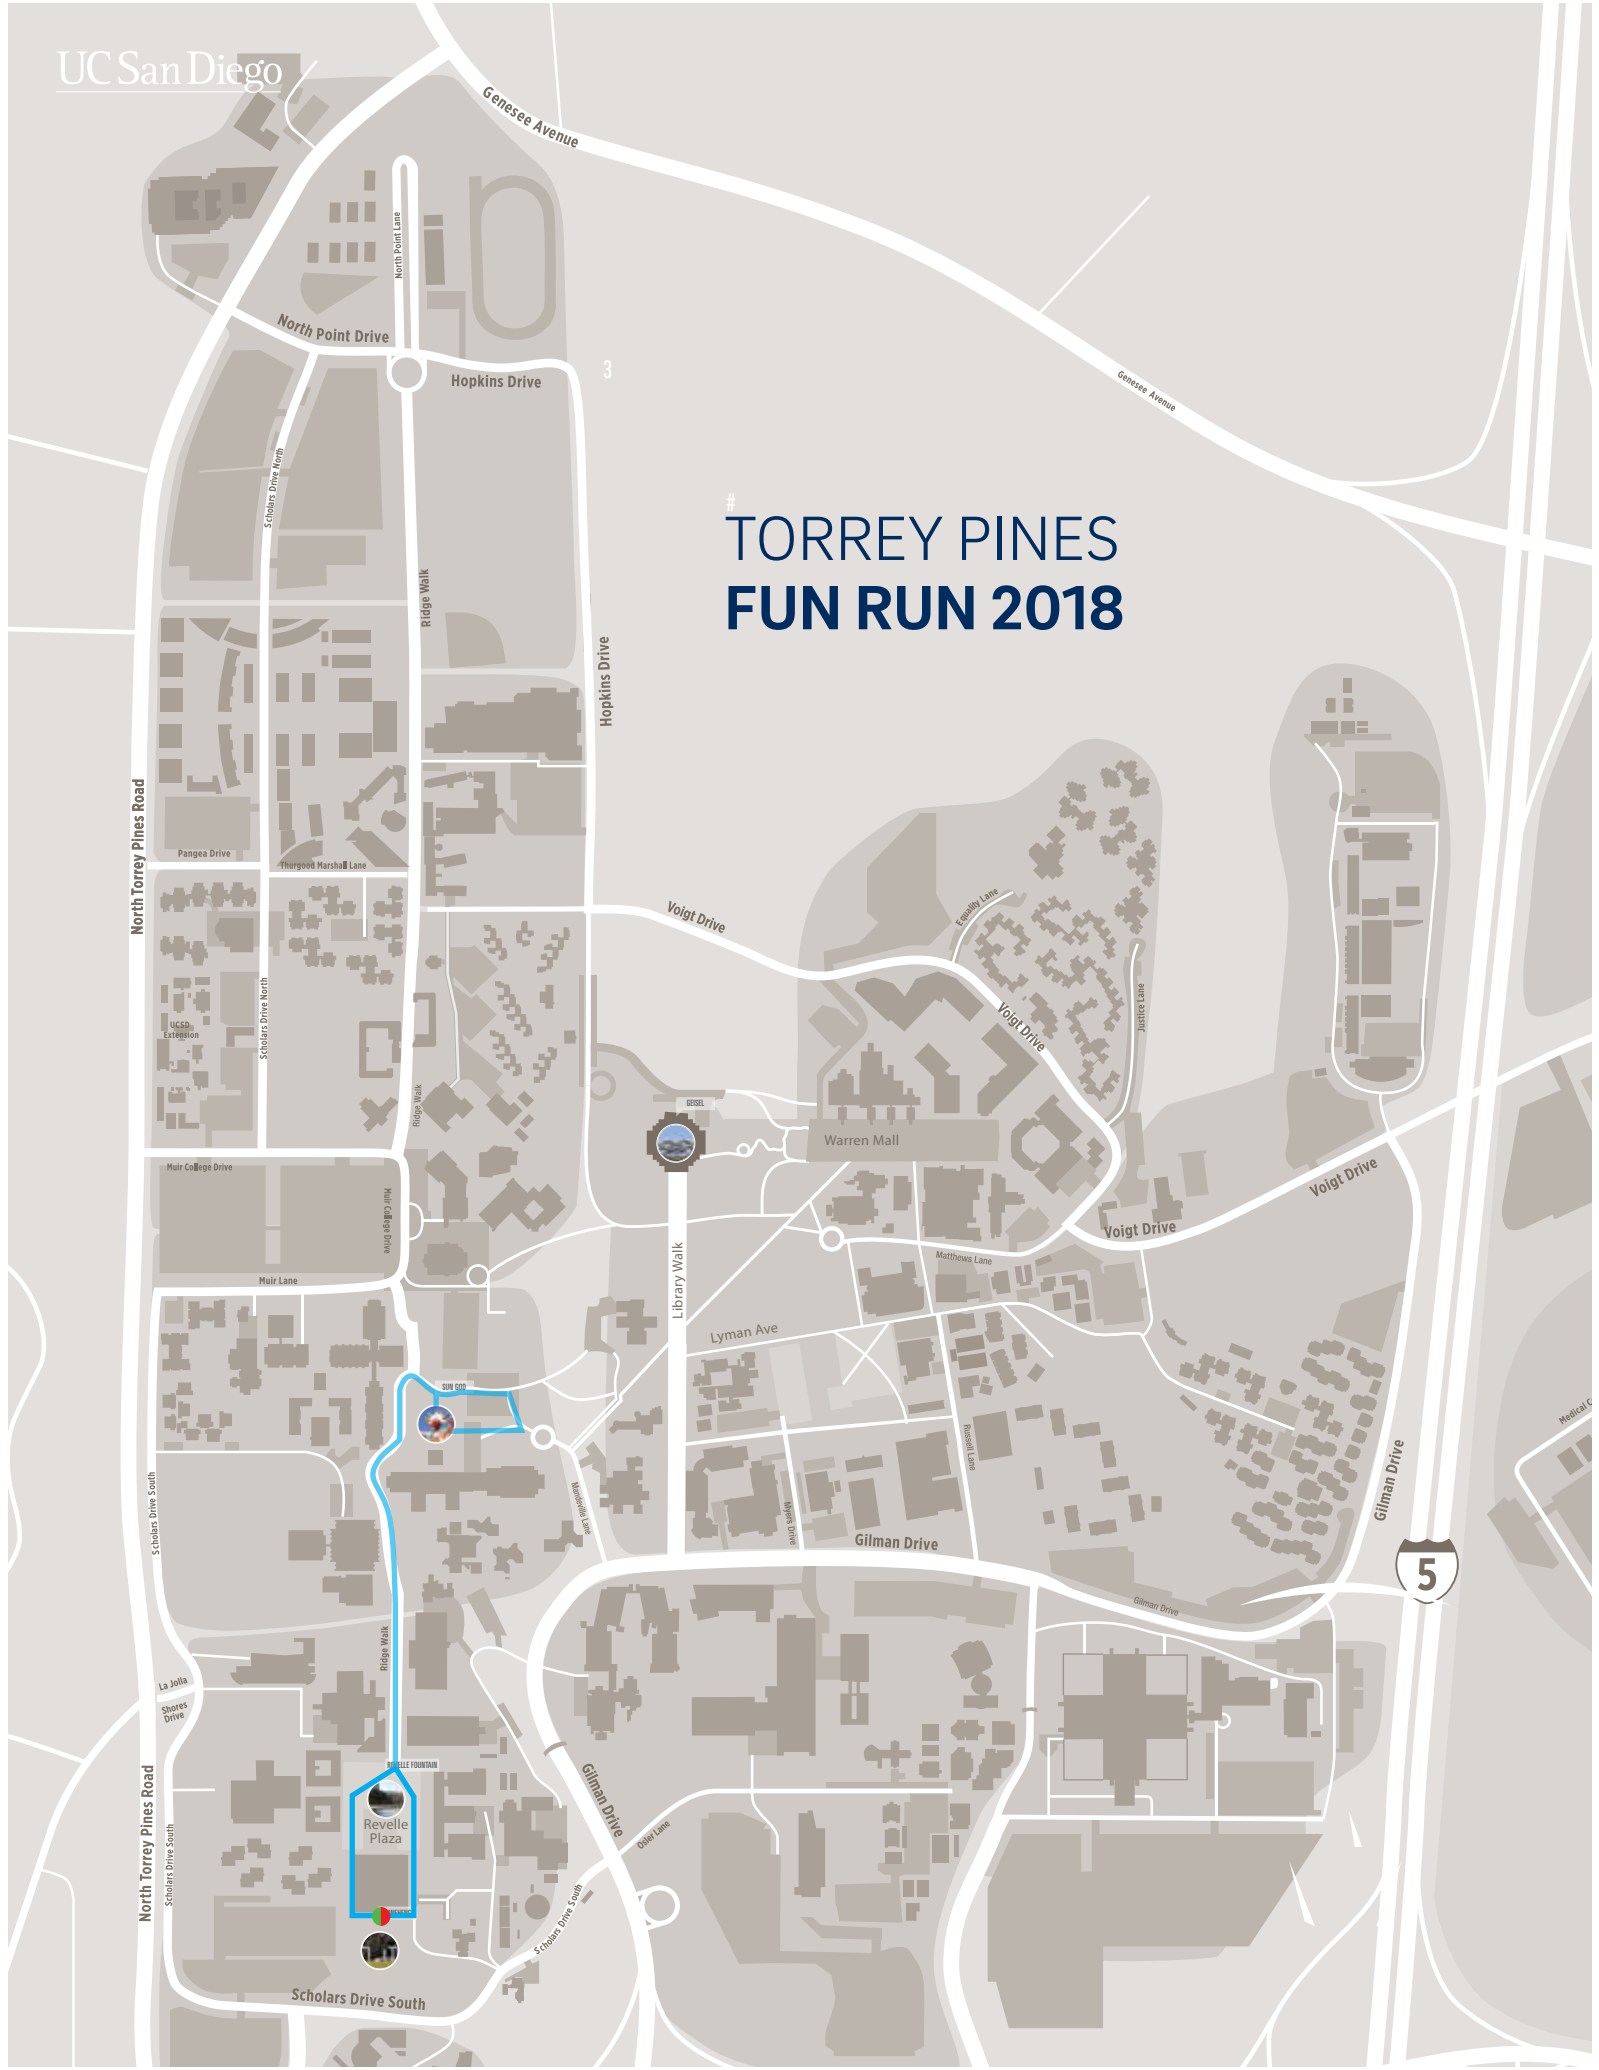 UC San Diego
Genesee Avenue
North Point Lane
North Point Drive
Hopkins Drive
3
Genesee Avenue
Scholars Drive North
#
TORREY PINES
FUN RUN 2018
Ridge Walk
Hopkins Drive
North Torrey Pines Road
Pangea Drive
Thurgood Marshall Lane
Voigt Drive
Equality Lane
Scholars Drive North
UCSD
Extension
Voigt Drive
Justice Lane
Ridge Walk
GEISEL
Warren Mall
Muir College Drive
Muir College Drive
Voigt Drive
Voigt Drive
Library Walk
Matthews Lane
Muir Lane
Lyman Ave
SUN GOD
Medical C
Russell Lane
Gilman Drive
Scholars Drive South
Mandeville Lane
Myers Drive
Gilman Drive
5
Gilman Drive
Ridge Walk
La Jolla
Shores
Drive
REVELLE FOUNTAIN
North Torrey Pines Road
Gilman Drive
Revelle
Plaza
Osler Lane
Scholars Drive South
Scholars Drive South
Scholars Drive South